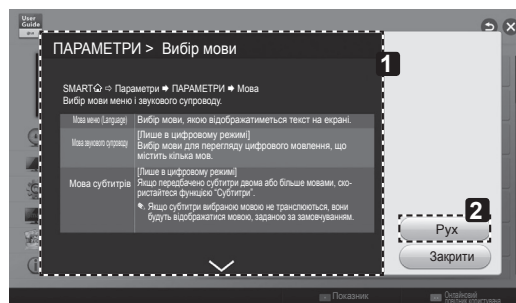 User
Guide
ПАРАМЕТРИ > Вибір мови
1
SMART ⇨ Параметри ➡ ПАРАМЕТРИ ➡ Мова
Вибір мови меню і звукового супроводу.
Мова меню (Language) Вибір мови, якою відображатиметься текст на екрані.
Мова звукового супроводу [Лише в цифровому режимі]
Вибір мови для перегляду цифрового мовлення, що
містить кілька мов.
Мова субтитрів [Лише в цифровому режимі]
Якщо передбачено субтитри двома або більше мовами, ско-
ристайтеся функцією "Субтитри".
Якщо субтитри вибраною мовою не транслюються, вони
будуть відображатися мовою, заданою за замовчуванням.
2
Рух
Закрити
Показник
Онлайновий
посібник користувача